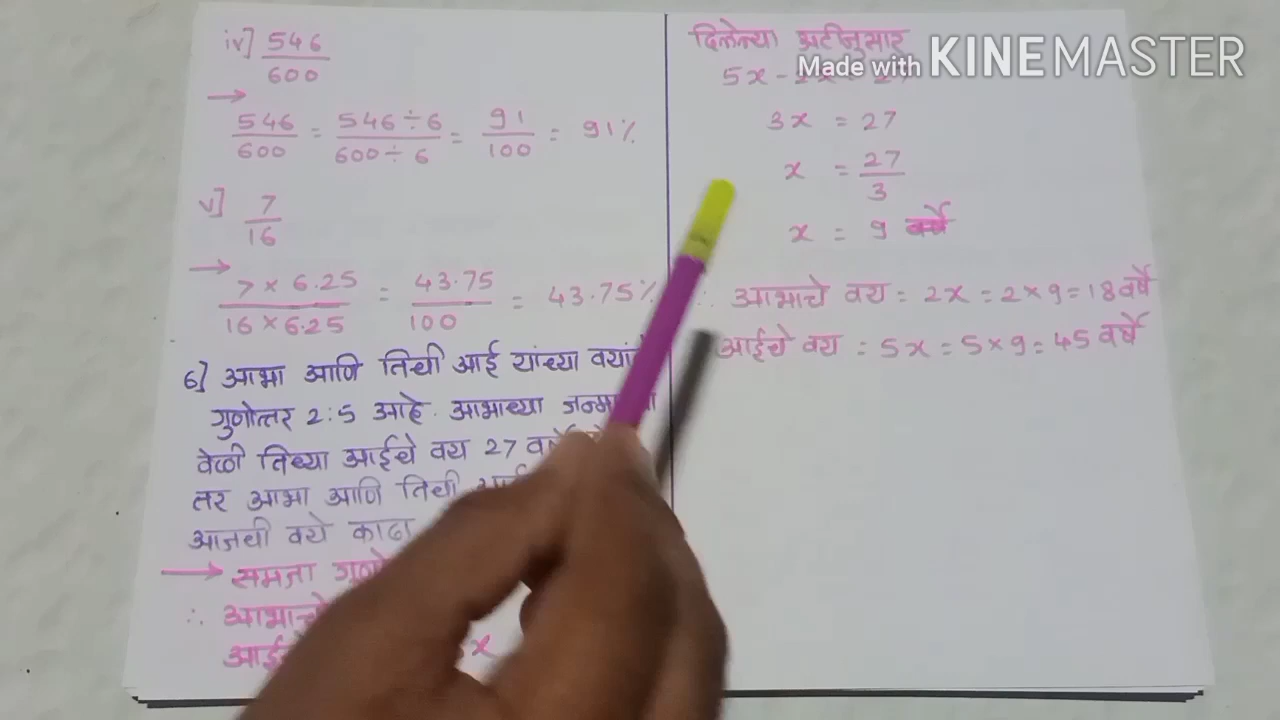 iv] 546/600
→
546/600 = 546÷6/600÷6 = 91/100 = 91%
v] 7/16
→ 7×6.25/16×6.25 = 43.75/100 = 43.75%
6] आभा आणि तिची आई यांच्या
गुणोत्तर 2:5 आहे. आभाच्या
वेळी तिच्या आईचे वय 27
तर आभा आणि तिची
आजची वये काढा
→ समजा
∴ आभाचे
x
दिलेल्या अटीनुसार
Made with KINEMASTER
5x -
3x = 27
x = 27/3
x = 9 वर्षे
∴ आभाचे वय = 2x = 2×9 = 18 वर्षे
आईचे वय = 5x = 5×9 = 45 वर्षे